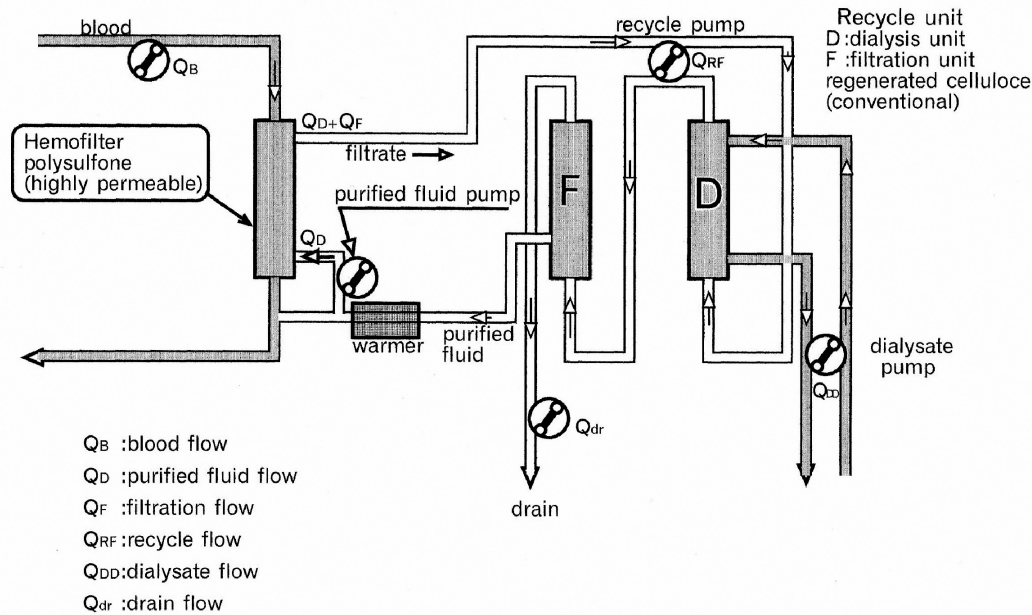 blood
QB
recycle pump
QRF
Recycle unit
D:dialysis unit
F :filtration unit
regenerated celluloce
(conventional)
Hemofilter
polysulfone
(highly permeable)
QD+QF
filtrate
purified fluid pump
QD
F
D
warmer
purified
fluid
dialysate
pump
QDD
Qdr
drain
QB :blood flow
QD :purified fluid flow
QF :filtration flow
QRF:recycle flow
QDD:dialysate flow
Qdr :drain flow